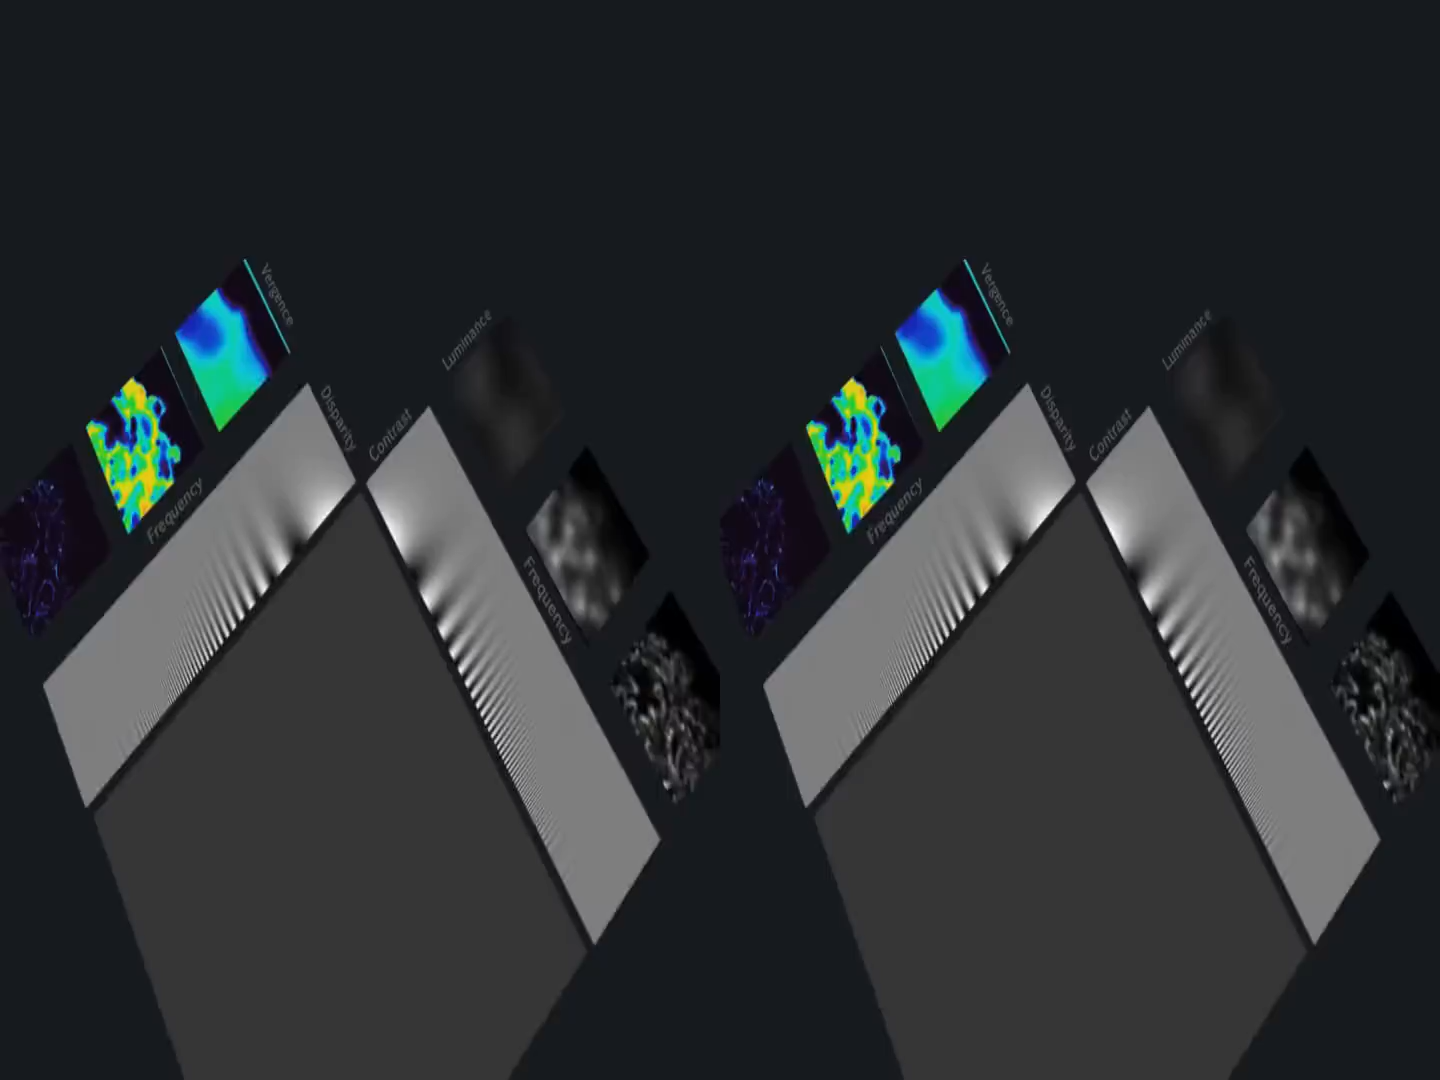 Vergence
Luminance
Disparity
Contrast
Frequency
Frequency
Vergence
Luminance
Disparity
Contrast
Frequency
Frequency